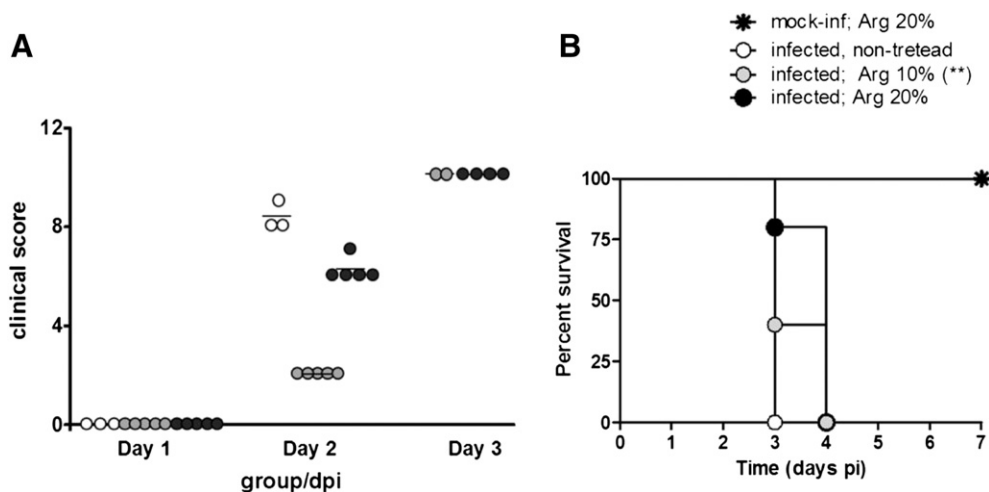 A
clinical score
12
8
4
0
Day 1 Day 2 Day 3
group/dpi
B
mock-inf; Arg 20%
infected, non-tretead
infected; Arg 10% (**)
infected; Arg 20%
Percent survival
100
75
50
25
0
0 1 2 3 4 5 6 7
Time (days pi)